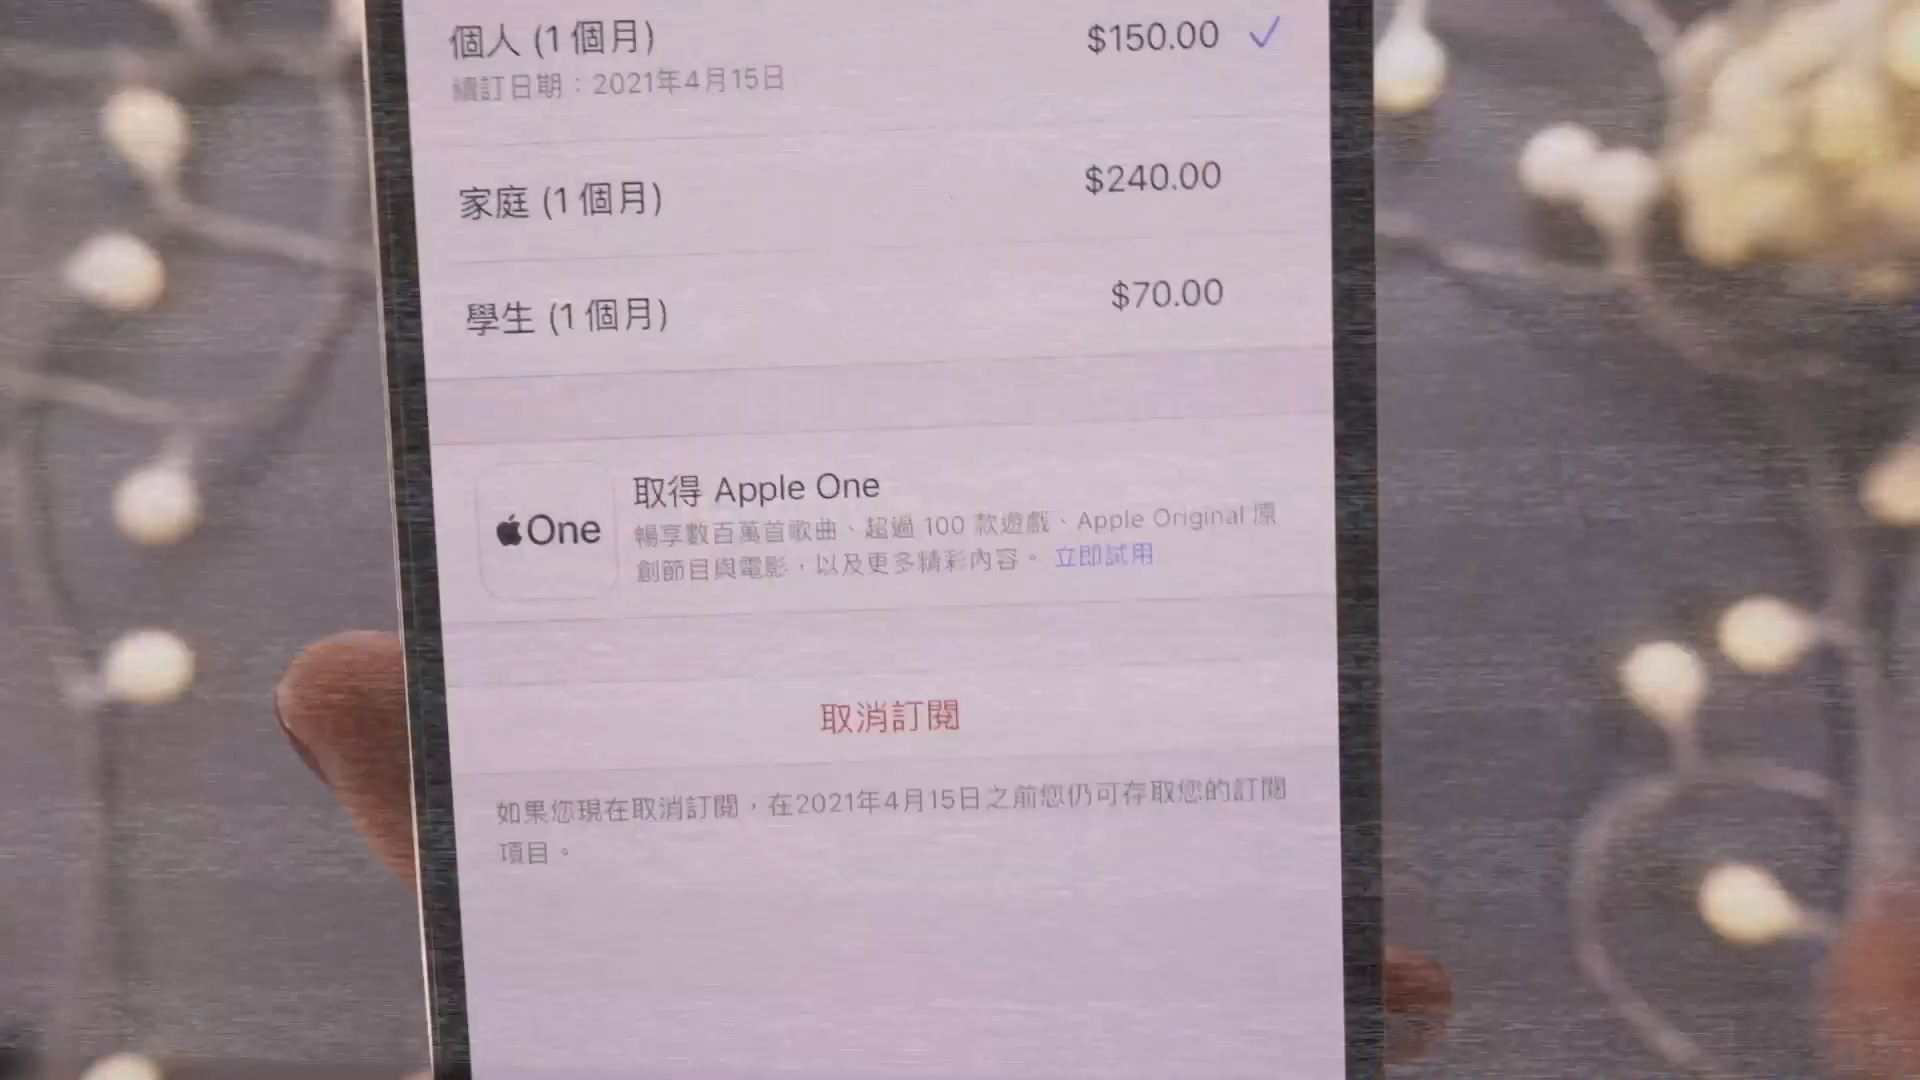 個人 (1 個月) $150.00
續訂日期：2021年4月15日
家庭 (1 個月) $240.00
學生 (1 個月) $70.00
One
取得 Apple One
暢享數百萬首歌曲、超過 100 款遊戲、Apple Original 原
創節目與電影，以及更多精彩內容。 立即試用
取消訂閱
如果您現在取消訂閱，在2021年4月15日之前您仍可存取您的訂閱
項目。